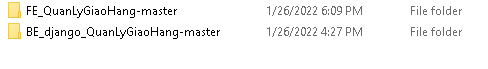 FE_QuanLyGiaoHang-master 1/26/2022 6:09 PM File folder
BE_django_QuanLyGiaoHang-master 1/26/2022 4:27 PM File folder